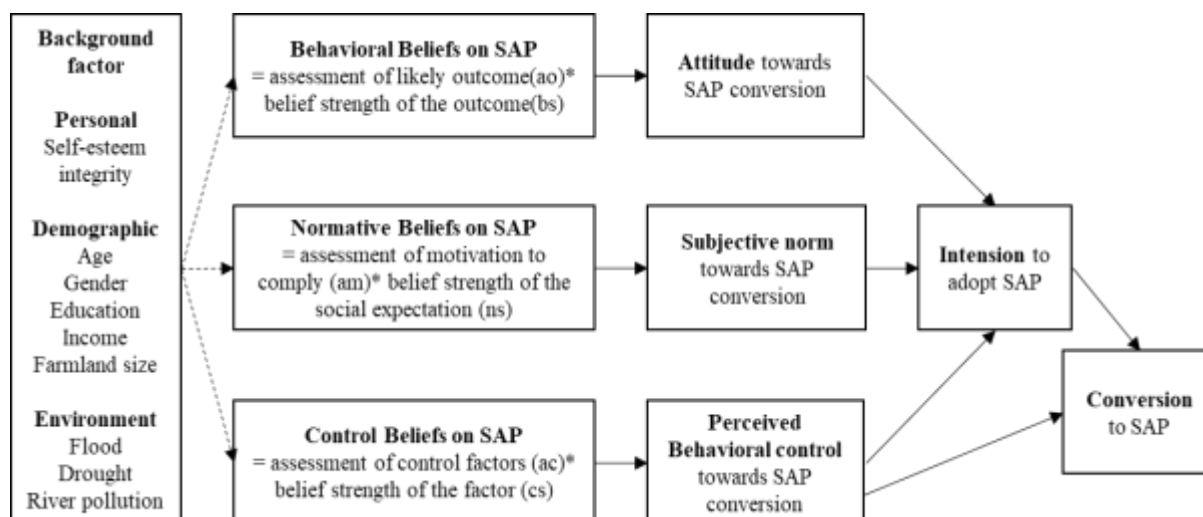 Background
factor
Personal
Self-esteem
integrity
Demographic
Age
Gender
Education
Income
Farmland size
Environment
Flood
Drought
River pollution
Behavioral Beliefs on SAP
= assessment of likely outcome(ao)*
belief strength of the outcome(bs)
Normative Beliefs on SAP
= assessment of motivation to
comply (am)* belief strength of the
social expectation (ns)
Control Beliefs on SAP
= assessment of control factors (ac)*
belief strength of the factor (cs)
Attitude towards
SAP conversion
Subjective norm
towards SAP
conversion
Perceived
Behavioral control
towards SAP
conversion
Intension to
adopt SAP
Conversion
to SAP